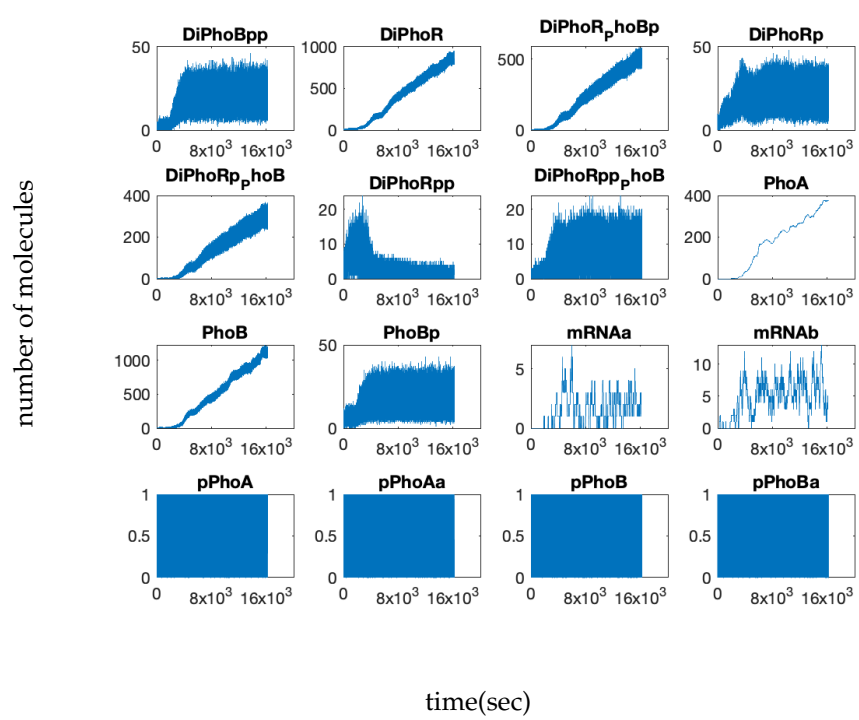 DiPhoBpp DiPhoR DiPhoR_PhoBp DiPhoRp
50 1000 500 50
500
0 0 0 0
0 8x10³ 16x10³ 0 8x10³ 16x10³ 0 8x10³ 16x10³ 0 8x10³ 16x10³
DiPhoRp_PhoB DiPhoRpp DiPhoRpp_PhoB PhoA
400 20 20 400
200 10 10 200
0 0 0 0
0 8x10³ 16x10³ 0 8x10³ 16x10³ 0 8x10³ 16x10³ 0 8x10³ 16x10³
number of molecules
PhoB PhoBp mRNAa mRNAb
1000 50 5 10
500 5
0 0 0 0
0 8x10³ 16x10³ 0 8x10³ 16x10³ 0 8x10³ 16x10³ 0 8x10³ 16x10³
pPhoA pPhoAa pPhoB pPhoBa
1 1 1 1
0.5 0.5 0.5 0.5
0 0 0 0
0 8x10³ 16x10³ 0 8x10³ 16x10³ 0 8x10³ 16x10³ 0 8x10³ 16x10³
time(sec)